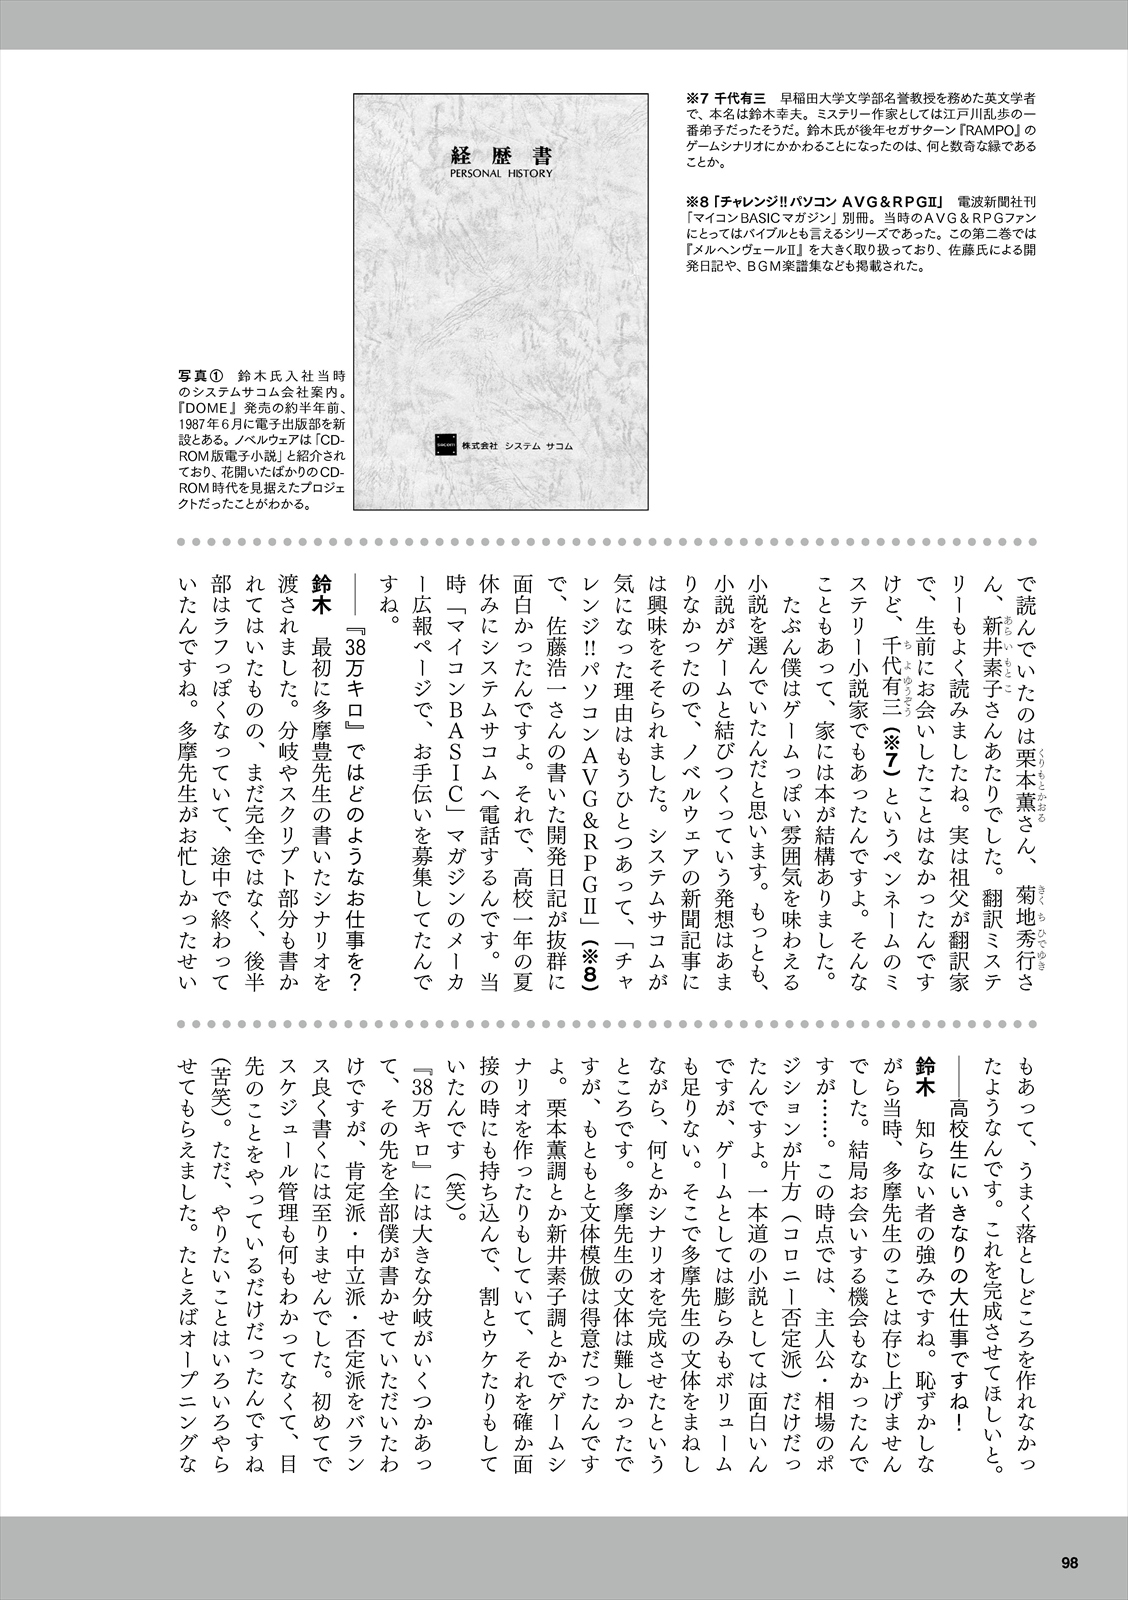 ※7 千代有三　早稲田大学文学部名誉教授を務めた英文学者
で、本名は鈴木幸夫。ミステリー作家としては江戸川乱歩の一
番弟子だったそうだ。鈴木氏が後年セガサターン『RAMPO』の
ゲームシナリオにかかわることになったのは、何と数奇な縁である
ことか。
※8「チャレンジ!!パソコン AVG&RPGⅡ」　電波新聞社刊
「マイコンBASICマガジン」別冊。当時のAVG&RPGファン
にとってはバイブルとも言えるシリーズであった。この第二巻では
『メルヘンヴェールⅡ』を大きく取り扱っており、佐藤氏による開
発日記や、BGM楽譜集なども掲載された。
経歴書
PERSONAL HISTORY
株式会社 システム サコム
写真①　鈴木氏入社当時
のシステムサコム会社案内。
『DOME』発売の約半年前、
1987年6月に電子出版部を新
設とある。ノベルウェアは「CD-
ROM版電子小説」と紹介され
ており、花開いたばかりのCD-
ROM時代を見据えたプロジェ
クトだったことがわかる。
で読んでいたのは栗本薫さん、菊地秀行さ
くりもとかおる
きくちひでゆき
ん、新井素子さんあたりでした。翻訳ミステ
あらいもとこ
リーもよく読みましたね。実は祖父が翻訳家
で、生前にお会いしたことはなかったんです
けど、千代有三（※7）というペンネームのミ
ちよゆうぞう
ステリー小説家でもあったんですよ。そんな
こともあって、家には本が結構ありました。
　たぶん僕はゲームっぽい雰囲気を味わえる
小説を選んでいたんだと思います。もっとも、
小説がゲームと結びつくっていう発想はあま
りなかったので、ノベルウェアの新聞記事に
は興味をそそられました。システムサコムが
気になった理由はもうひとつあって、「チャ
レンジ!!パソコンAVG&RPGⅡ」（※8）
で、佐藤浩一さんの書いた開発日記が抜群に
面白かったんですよ。それで、高校一年の夏
休みにシステムサコムへ電話するんです。当
時「マイコンBASIC」マガジンのメーカ
ー広報ページで、お手伝いを募集してたんで
すね。
――『38万キロ』ではどのようなお仕事を？
鈴木　最初に多摩豊先生の書いたシナリオを
渡されました。分岐やスクリプト部分も書か
れてはいたものの、まだ完全ではなく、後半
部はラフっぽくなっていて、途中で終わって
いたんですね。多摩先生がお忙しかったせい
もあって、うまく落としどころを作れなかっ
たようなんです。これを完成させてほしいと。
――高校生にいきなりの大仕事ですね！
鈴木　知らない者の強みですね。恥ずかしな
がら当時、多摩先生のことは存じ上げません
でした。結局お会いする機会もなかったんで
すが……。この時点では、主人公・相場のポ
ジションが片方（コロニー否定派）だけだっ
たんですよ。一本道の小説としては面白いん
ですが、ゲームとしては膨らみもボリューム
も足りない。そこで多摩先生の文体をまねし
ながら、何とかシナリオを完成させたという
ところです。多摩先生の文体は難しかったで
すが、もともと文体模倣は得意だったんです
よ。栗本薫調とか新井素子調とかでゲームシ
ナリオを作ったりもしていて、それを確か面
接の時にも持ち込んで、割とウケたりもして
いたんです（笑）。
『38万キロ』には大きな分岐がいくつかあっ
て、その先を全部僕が書かせていただいたわ
けですが、肯定派・中立派・否定派をバラン
ス良く書くには至りませんでした。初めてで
スケジュール管理も何もわかってなくて、目
先のことをやっているだけだったんですね
（苦笑）。ただ、やりたいことはいろいろやら
せてもらえました。たとえばオープニングな
98